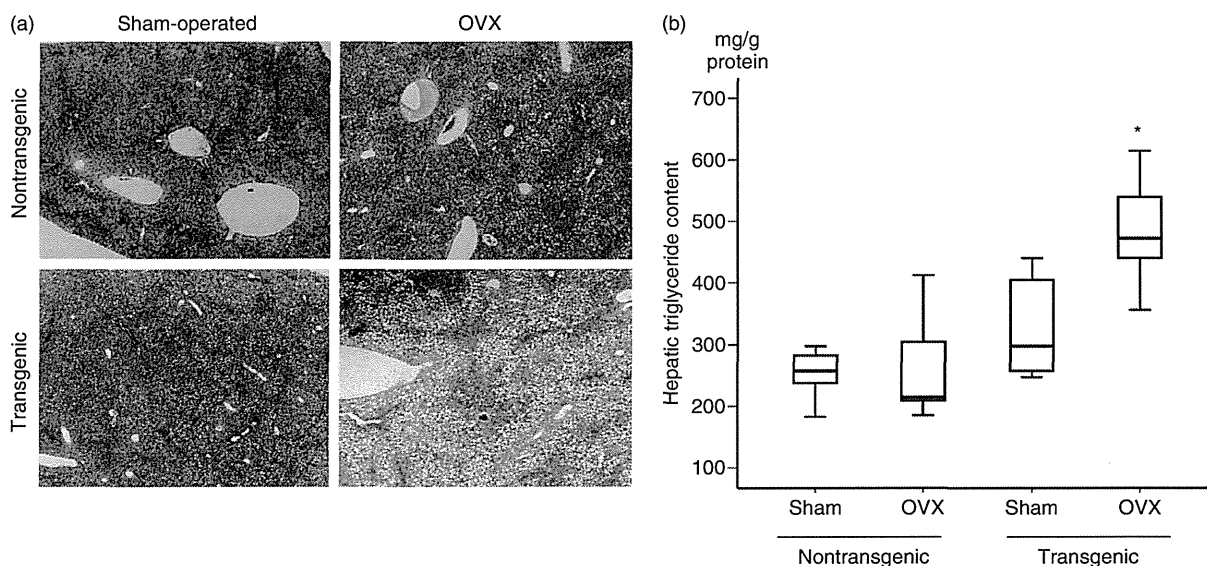 (a)
Sham-operated
OVX
Nontransgenic
Transgenic
(b)
mg/g
protein
700
600
500
400
300
200
100
Hepatic triglyceride content
*
Sham
OVX
Sham
OVX
Nontransgenic
Transgenic